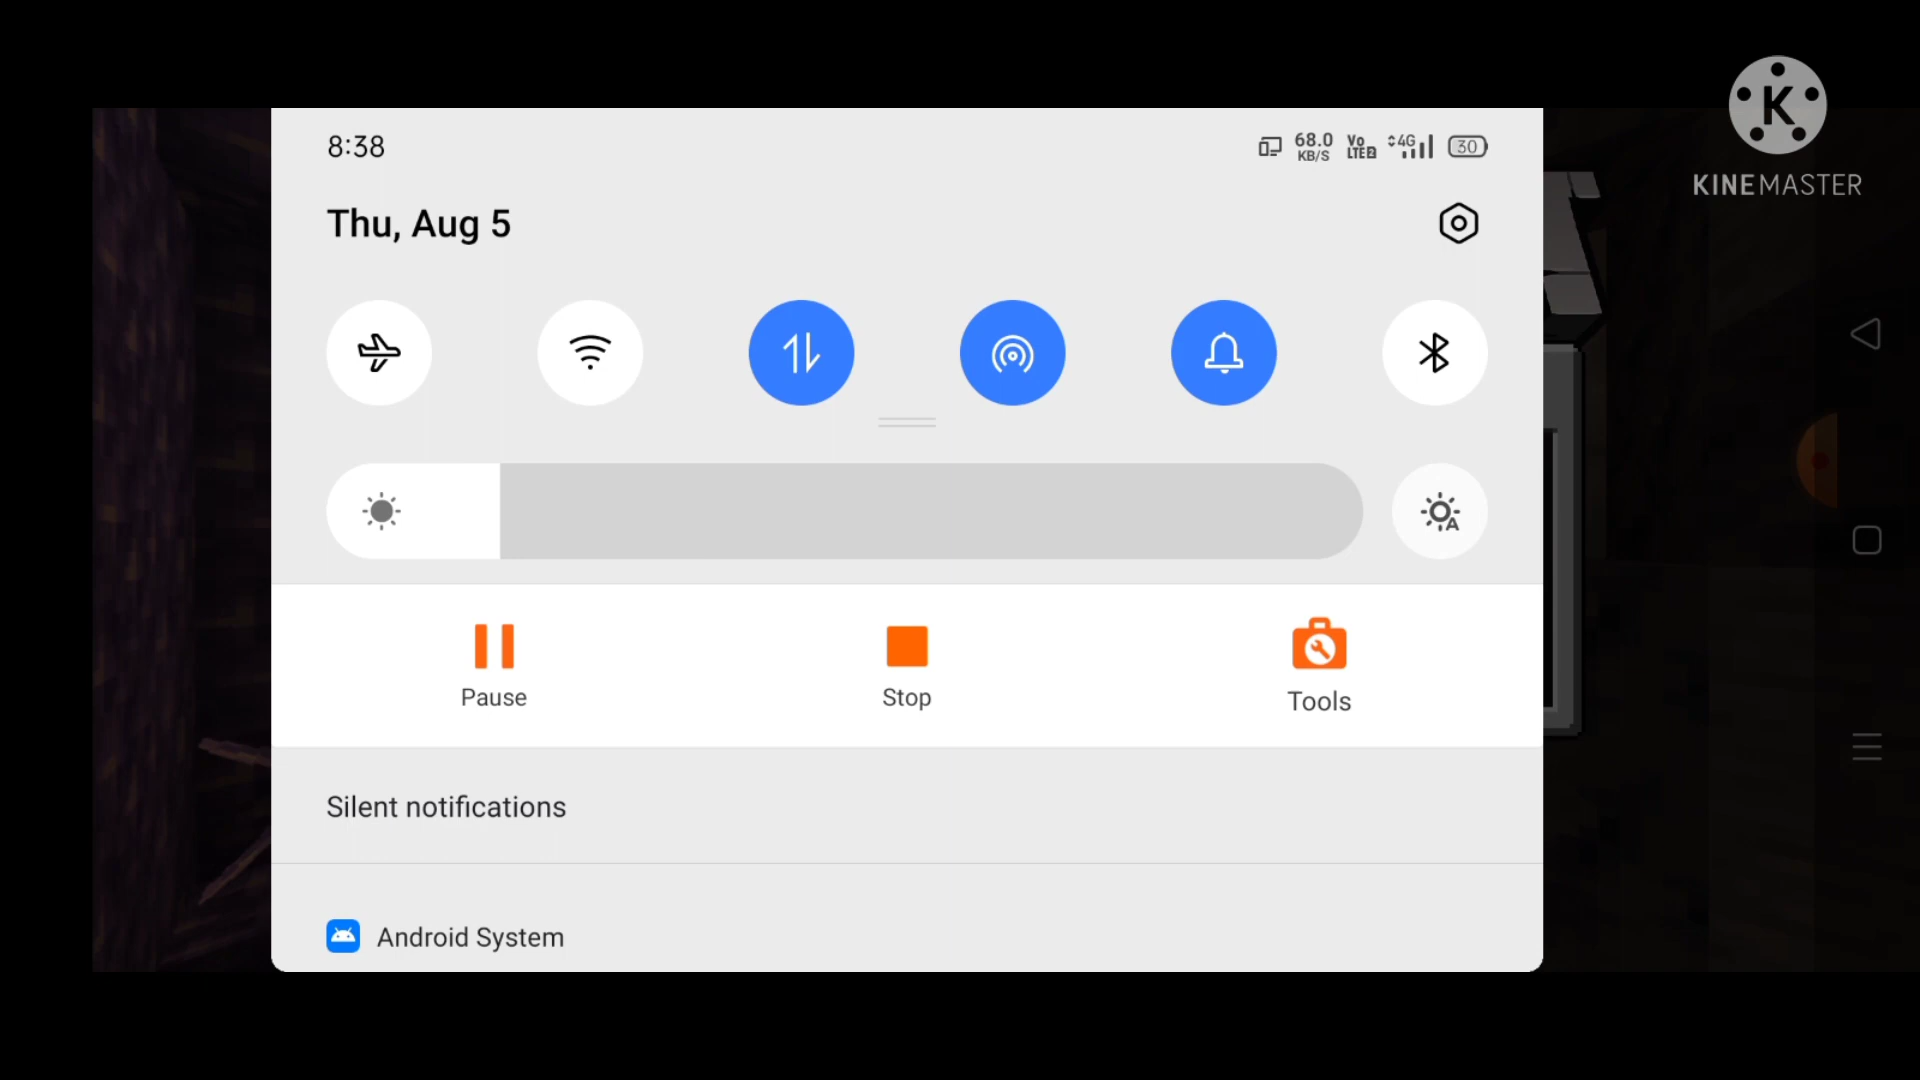 8:38
68.0
KB/S
Vo
LTE2
4G
30
K
KINEMASTER
Thu, Aug 5
A
Pause
Stop
Tools
Silent notifications
Android System